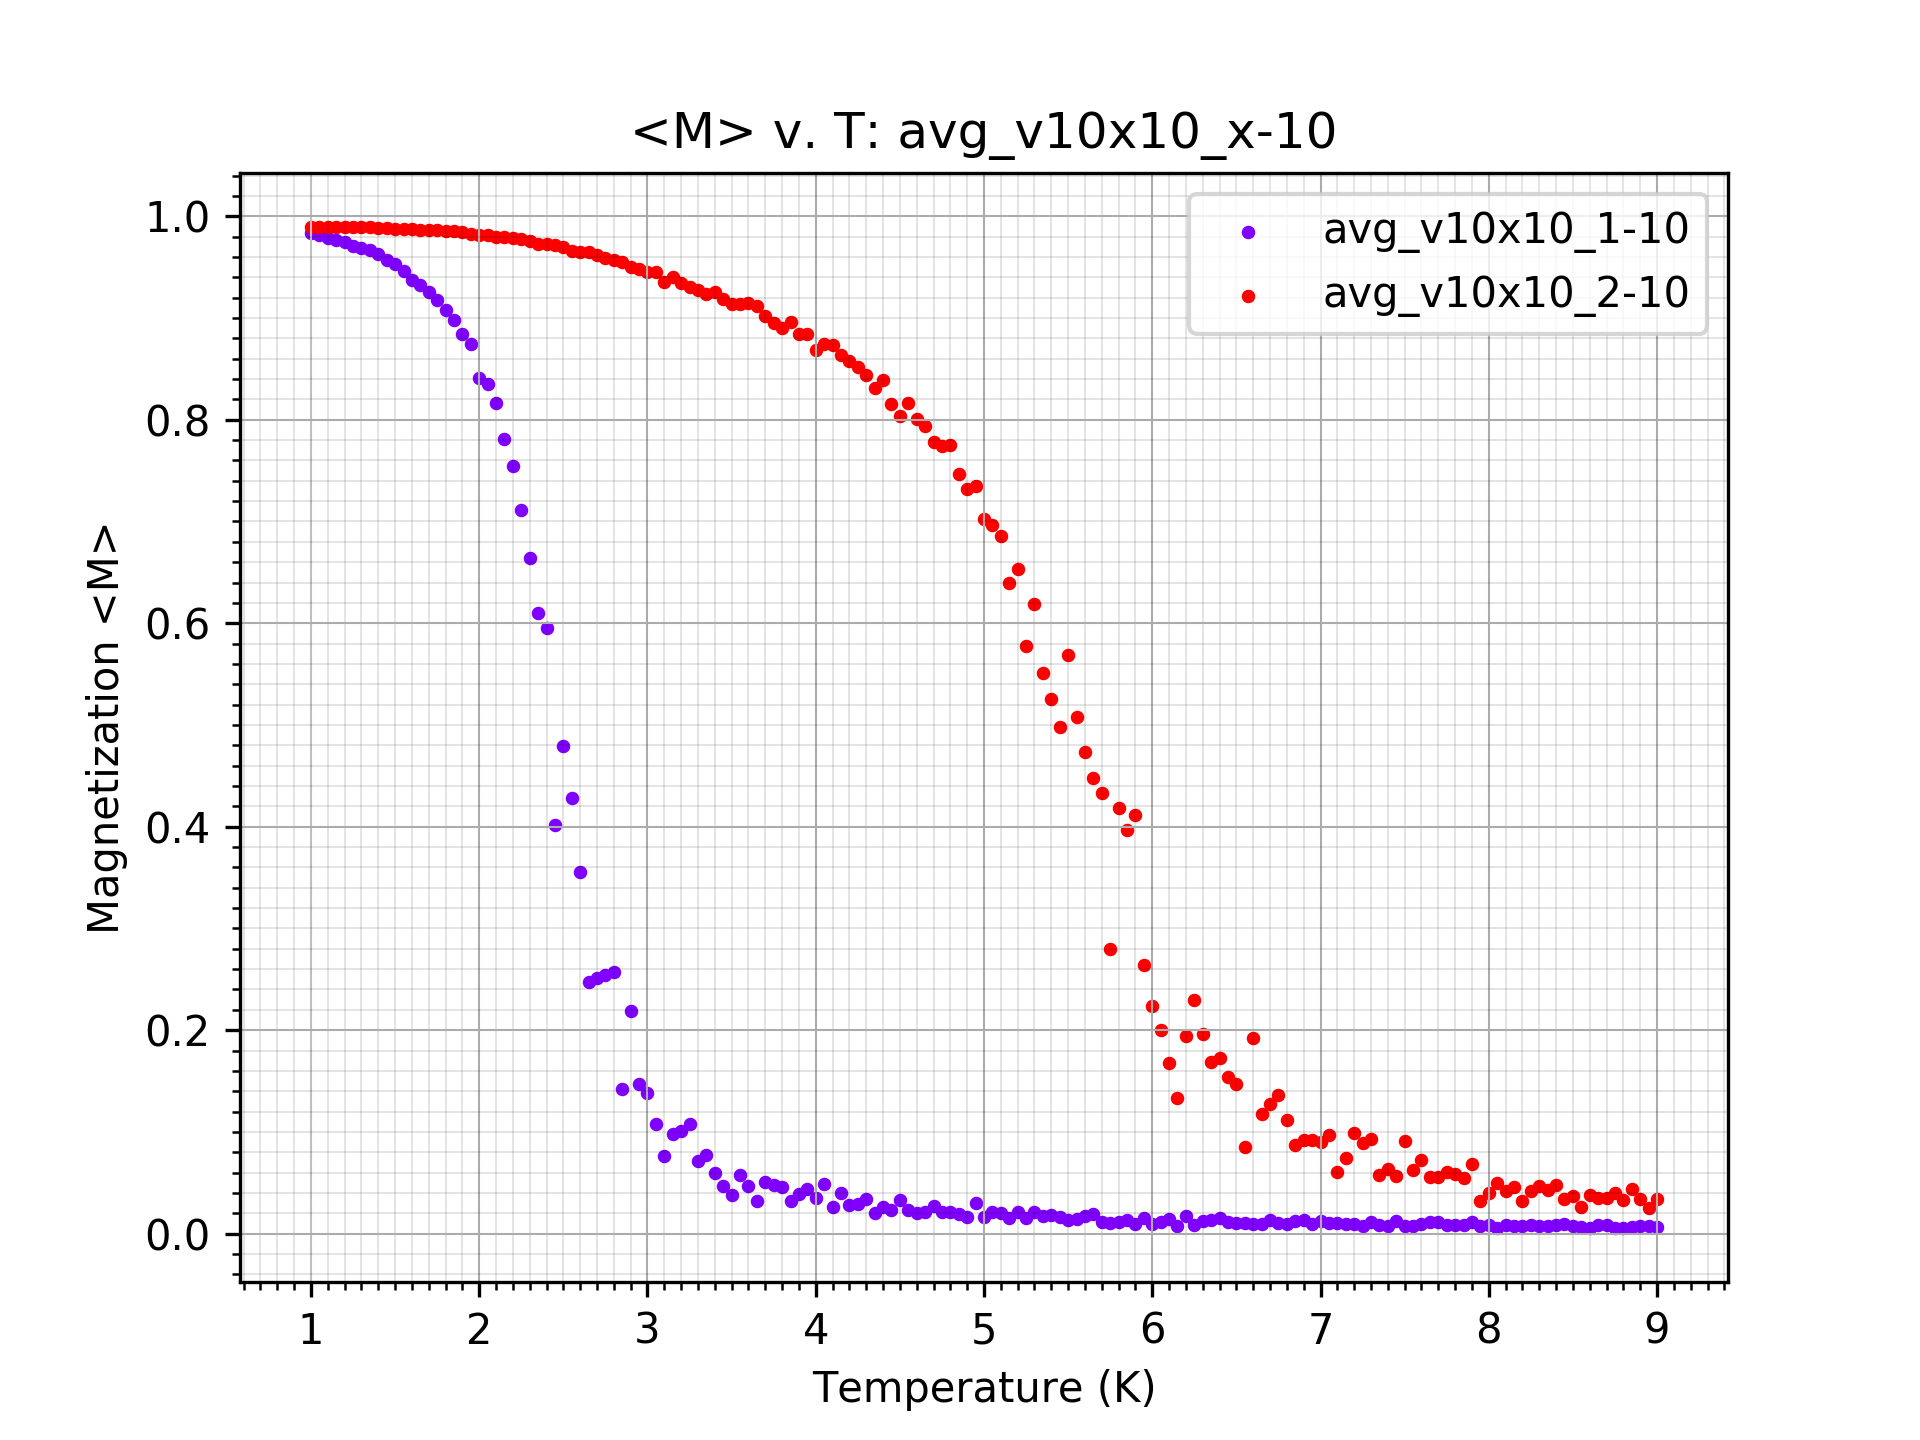 <M> v. T: avg_v10x10_x-10
avg_v10x10_1-10
avg_v10x10_2-10
Magnetization <M>
1.0
0.8
0.6
0.4
0.2
0.0
1 2 3 4 5 6 7 8 9
Temperature (K)